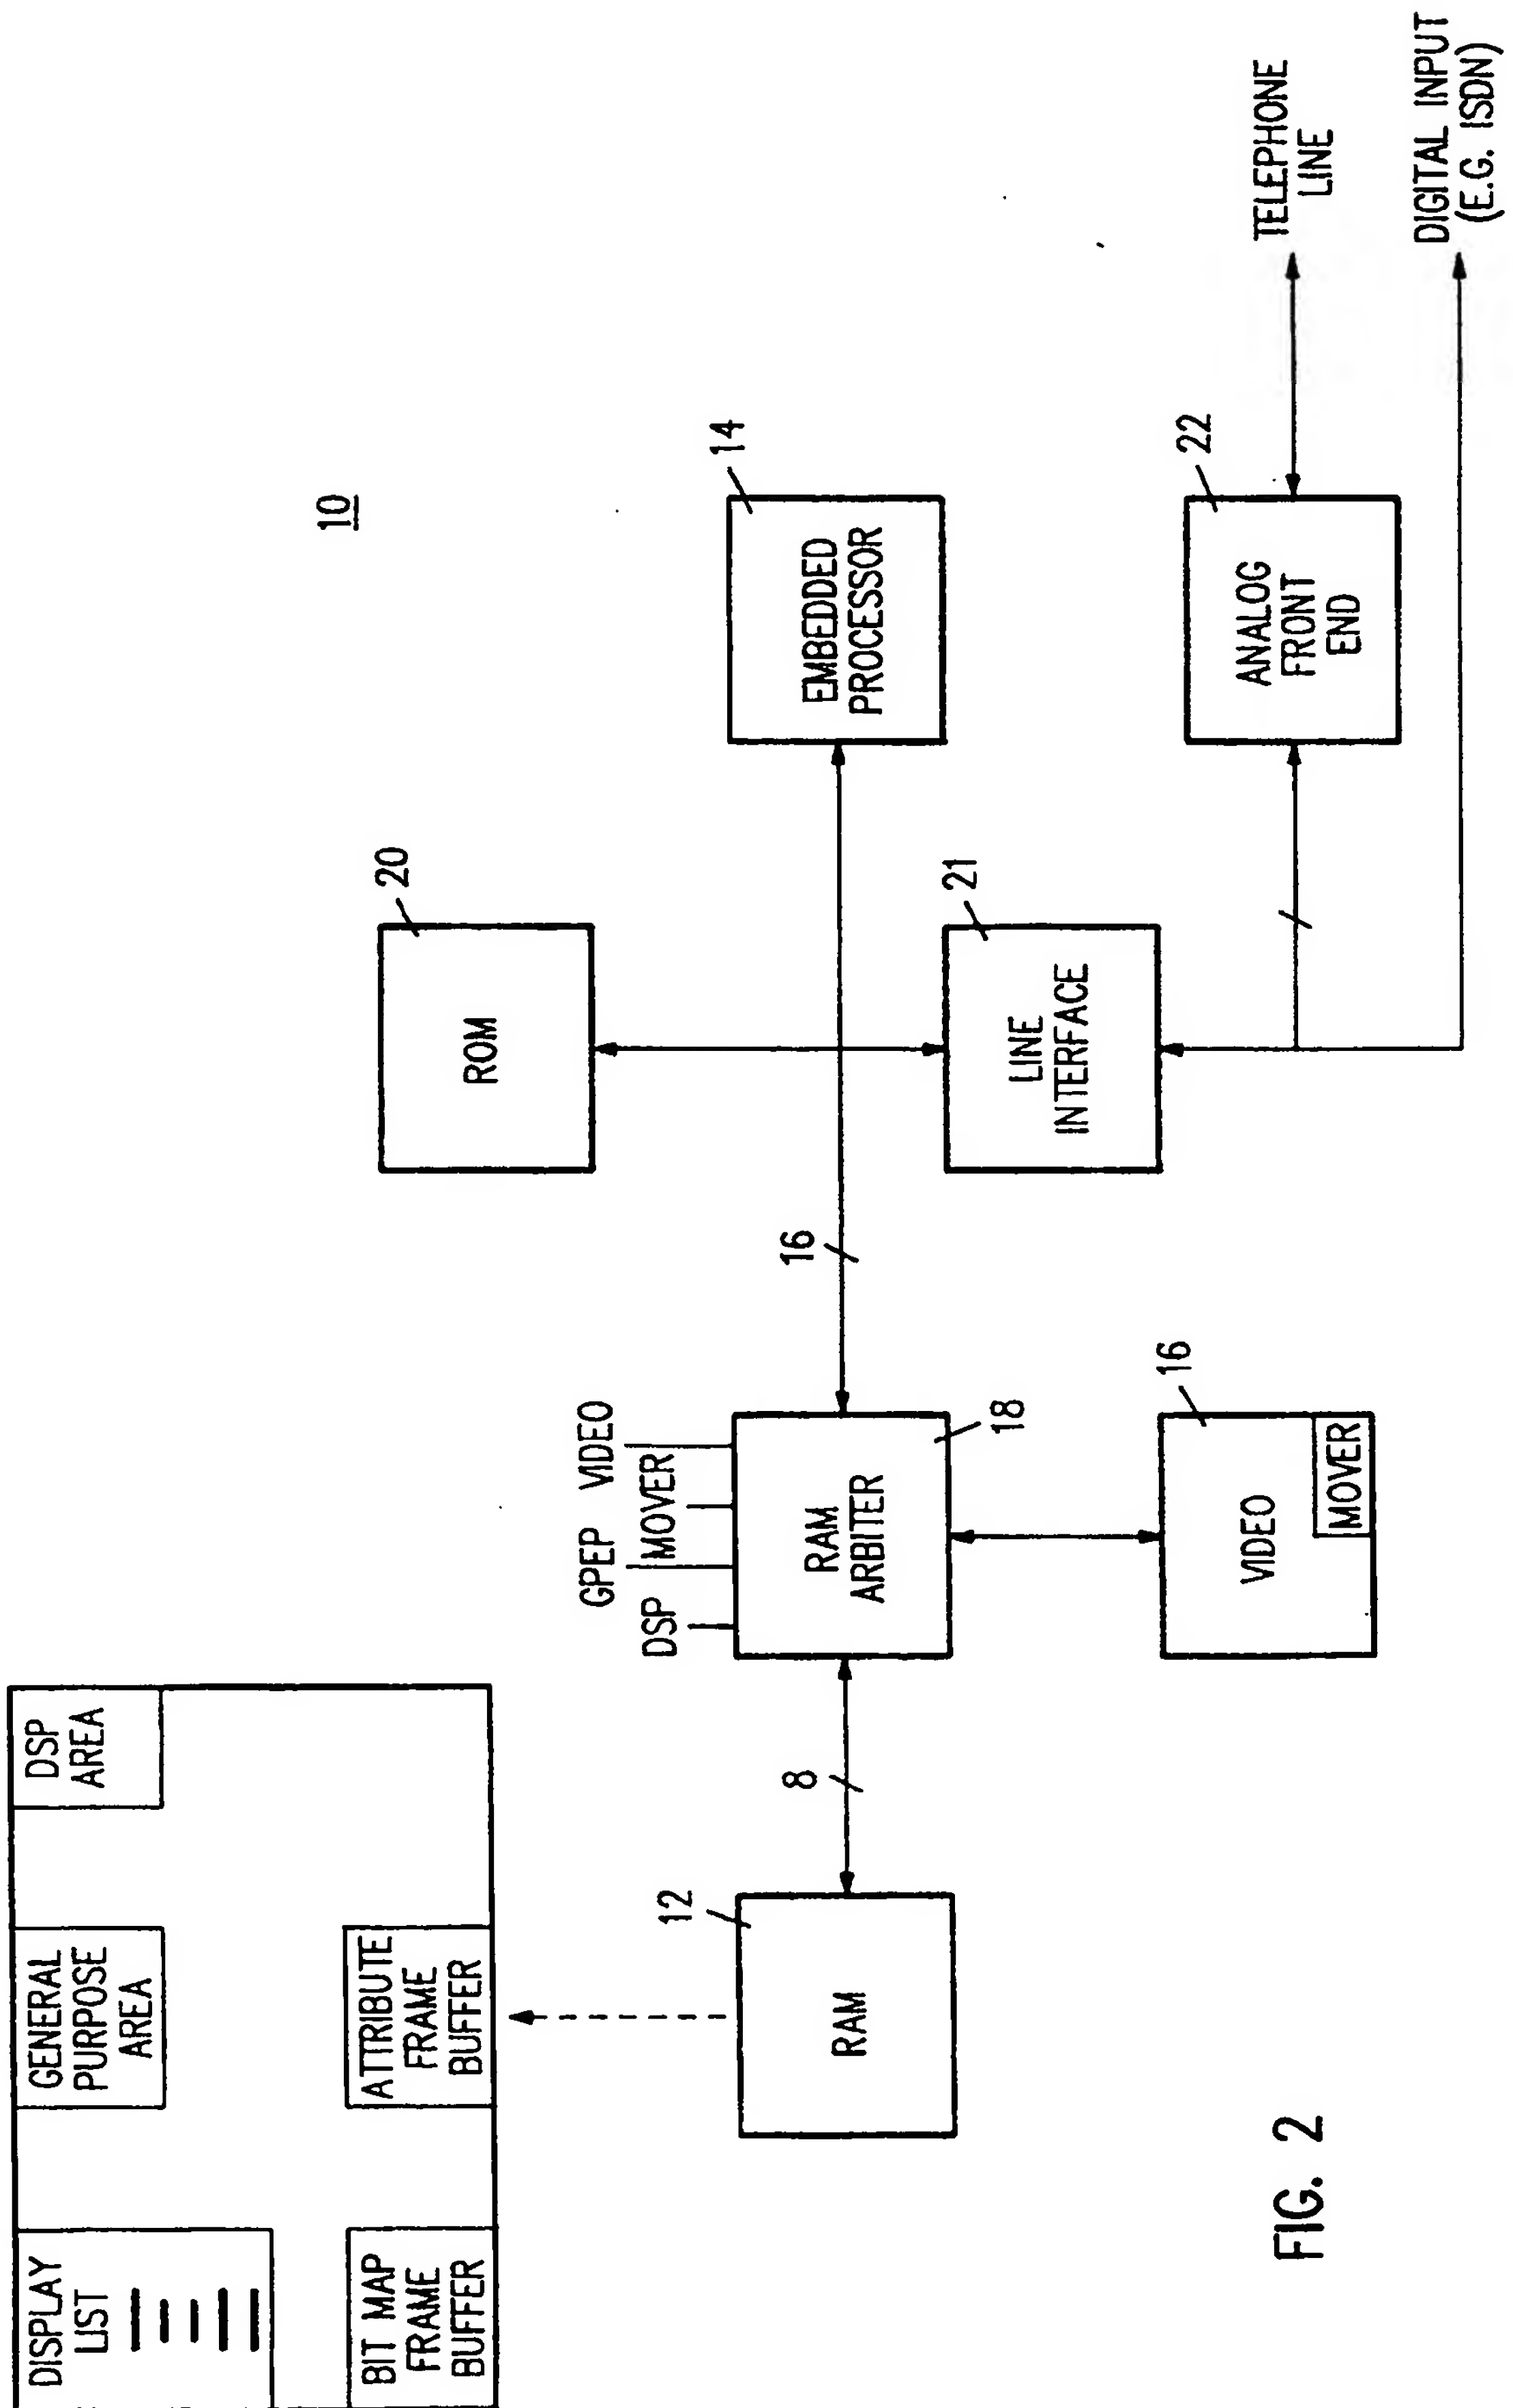 DISPLAY
LIST
GENERAL
PURPOSE
AREA
DSP
AREA
BIT MAP
FRAME
BUFFER
ATTRIBUTE
FRAME
BUFFER
10
20
ROM
GPEP VIDEO
DSP MOVER
12
RAM
8
RAM
ARBITER
18
16
14
EMBEDDED
PROCESSOR
21
LINE
INTERFACE
16
VIDEO
MOVER
22
ANALOG
FRONT
END
TELEPHONE
LINE
DIGITAL INPUT
(E.G. ISDN)
FIG. 2